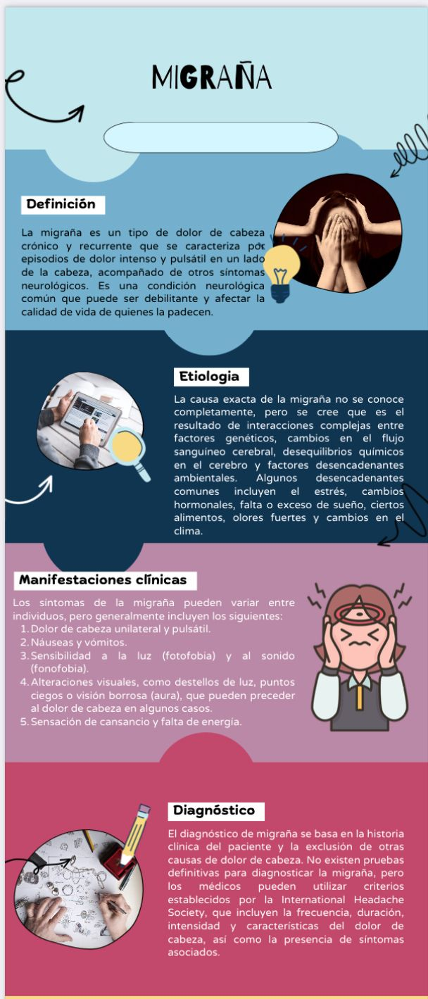 MIGRAÑA
Definición
La migraña es un tipo de dolor de cabeza
crónico y recurrente que se caracteriza por
episodios de dolor intenso y pulsátil en un lado
de la cabeza, acompañado de otros síntomas
neurológicos. Es una condición neurológica
común que puede ser debilitante y afectar la
calidad de vida de quienes la padecen.
Etiologia
La causa exacta de la migraña no se conoce
completamente, pero se cree que es el
resultado de interacciones complejas entre
factores genéticos, cambios en el flujo
sanguíneo cerebral, desequilibrios químicos
en el cerebro y factores desencadenantes
ambientales. Algunos desencadenantes
comunes incluyen el estrés, cambios
hormonales, falta o exceso de sueño, ciertos
alimentos, olores fuertes y cambios en el
clima.
Manifestaciones clínicas
Los síntomas de la migraña pueden variar entre
individuos, pero generalmente incluyen los siguientes:
1. Dolor de cabeza unilateral y pulsátil.
2. Náuseas y vómitos.
3. Sensibilidad a la luz (fotofobia) y al sonido
(fonofobia).
4. Alteraciones visuales, como destellos de luz, puntos
ciegos o visión borrosa (aura), que pueden preceder
al dolor de cabeza en algunos casos.
5. Sensación de cansancio y falta de energía.
Diagnóstico
El diagnóstico de migraña se basa en la historia
clínica del paciente y la exclusión de otras
causas de dolor de cabeza. No existen pruebas
definitivas para diagnosticar la migraña, pero
los médicos pueden utilizar criterios
establecidos por la International Headache
Society, que incluyen la frecuencia, duración,
intensidad y características del dolor de
cabeza, así como la presencia de síntomas
asociados.